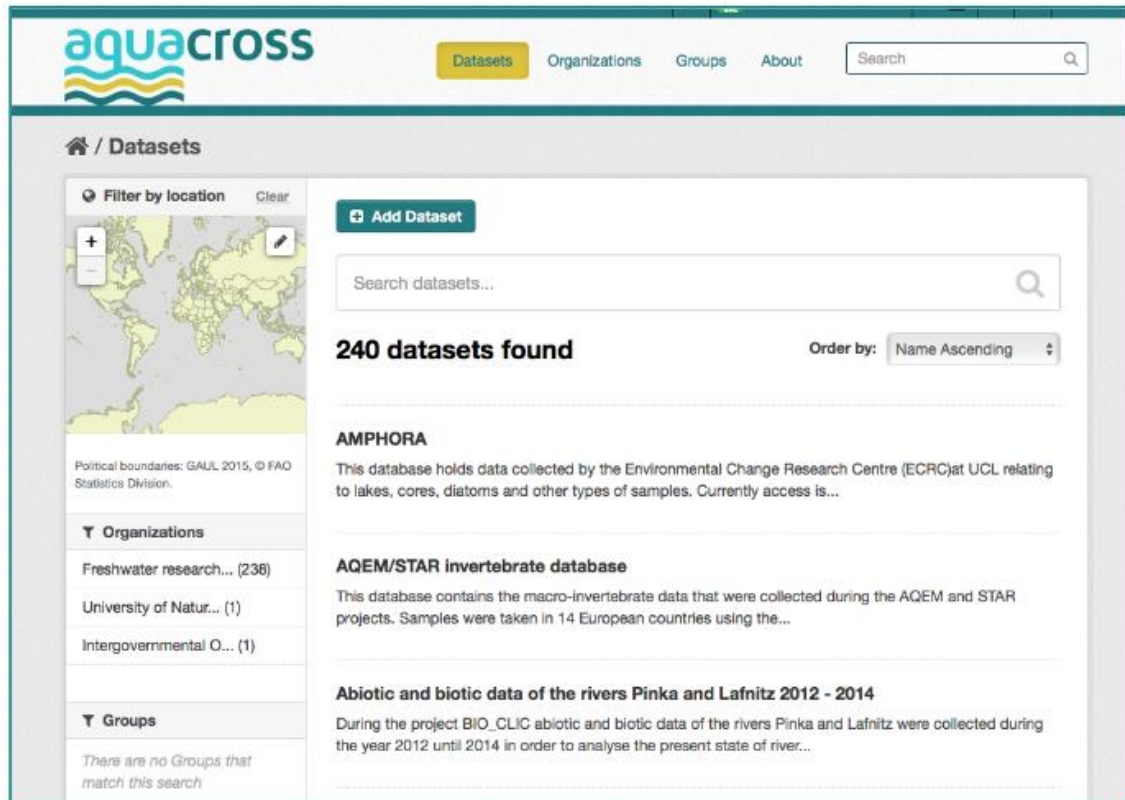 aquacross
Datasets Organizations Groups About Search
/ Datasets
Filter by location Clear
+
−
Political boundaries: GAUL 2015, © FAO
Statistics Division.
Organizations
Freshwater research... (238)
University of Natur... (1)
Intergovernmental O... (1)
Groups
There are no Groups that
match this search
Add Dataset
Search datasets...
240 datasets found
Order by: Name Ascending
AMPHORA
This database holds data collected by the Environmental Change Research Centre (ECRC)at UCL relating
to lakes, cores, diatoms and other types of samples. Currently access is...
AQEM/STAR invertebrate database
This database contains the macro-invertebrate data that were collected during the AQEM and STAR
projects. Samples were taken in 14 European countries using the...
Abiotic and biotic data of the rivers Pinka and Lafnitz 2012 - 2014
During the project BIO_CLIC abiotic and biotic data of the rivers Pinka and Lafnitz were collected during
the year 2012 until 2014 in order to analyse the present state of river...